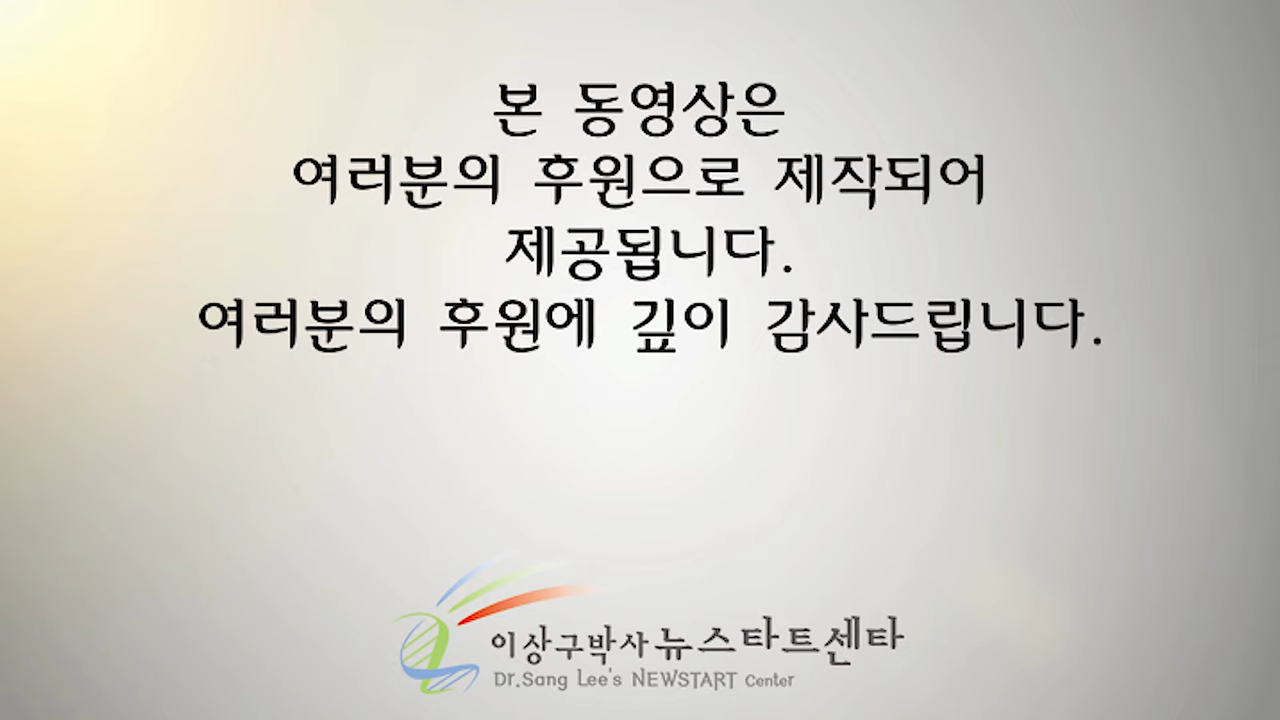 본 동영상은
여러분의 후원으로 제작되어
제공됩니다.
여러분의 후원에 깊이 감사드립니다.
이상구박사 뉴스타트센타
Dr.Sang Lee's NEWSTART Center